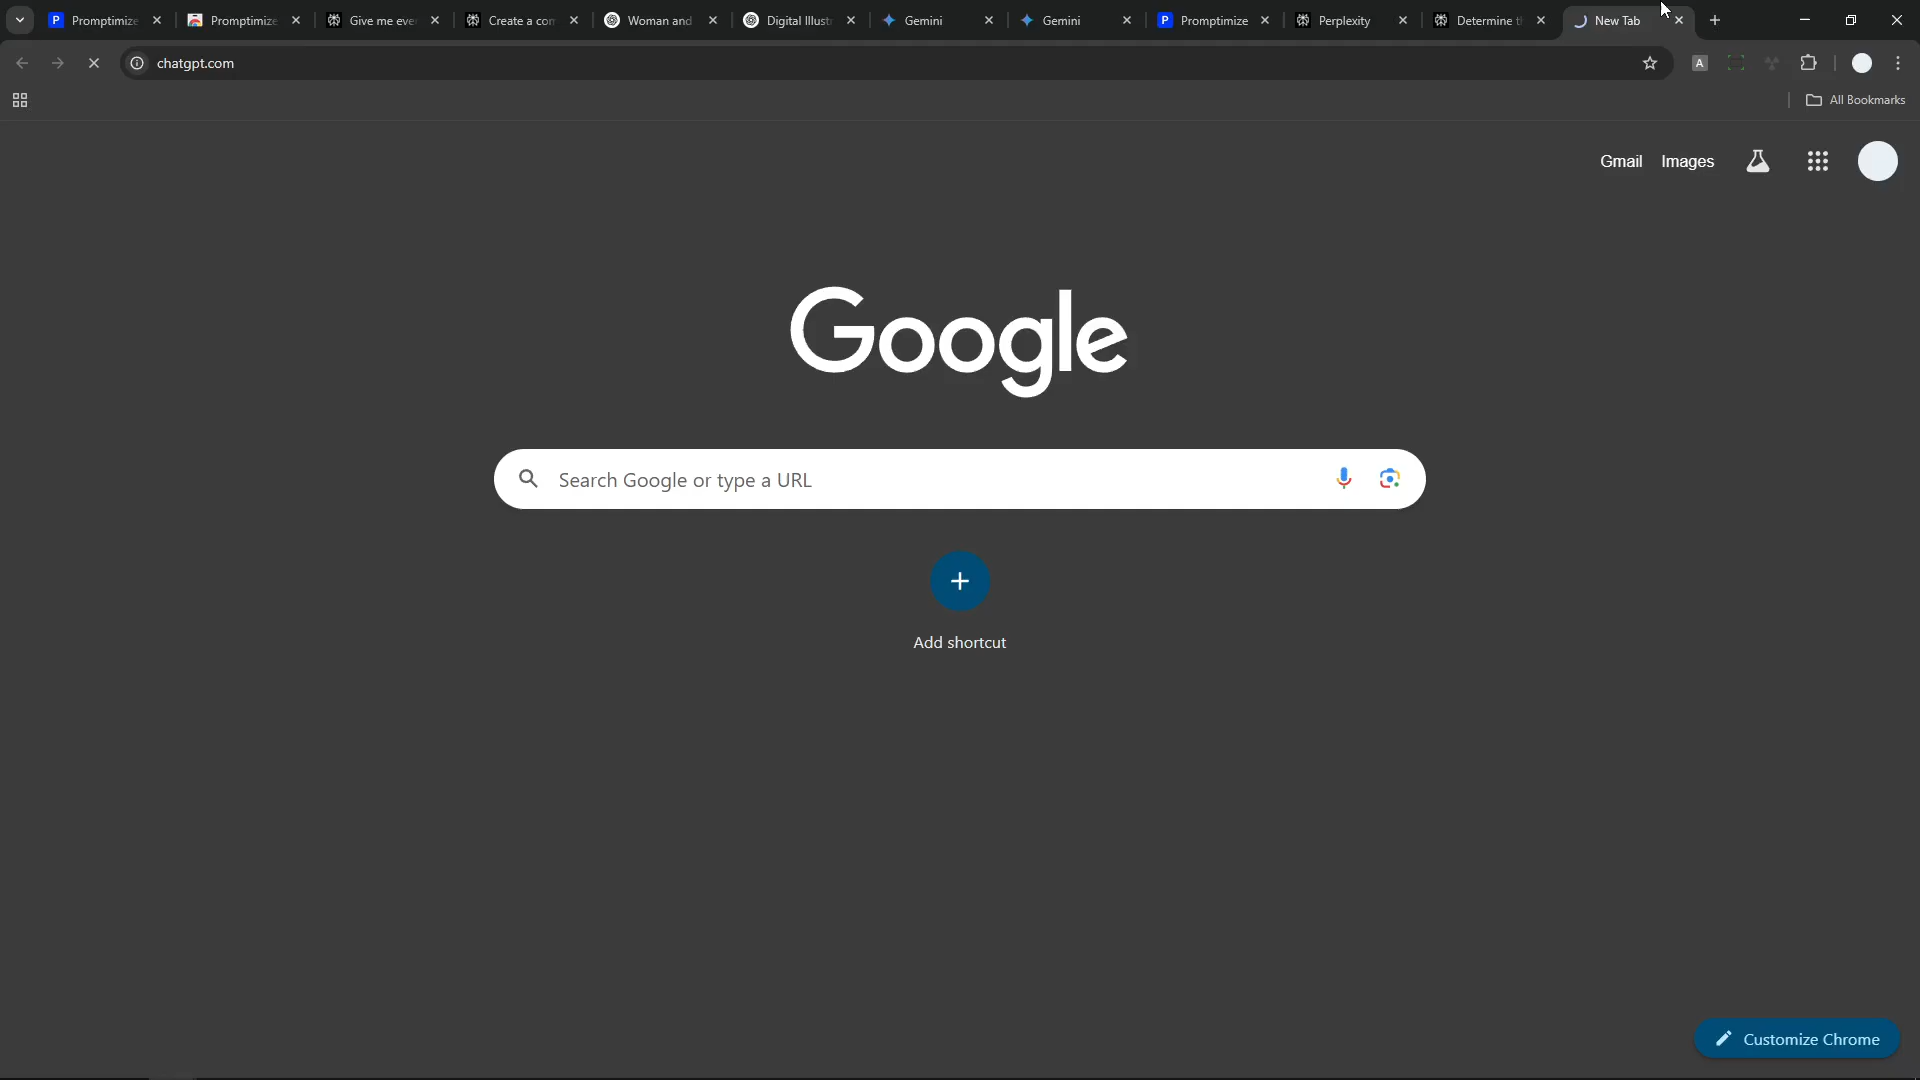 Promptimize
Promptimize
Give me eve
Create a con
Woman and
Digital Illustr
Gemini
Gemini
Promptimize
Perplexity
Determine t
New Tab
chatgpt.com
A
All Bookmarks
Gmail Images
Google
Search Google or type a URL
Add shortcut
Customize Chrome